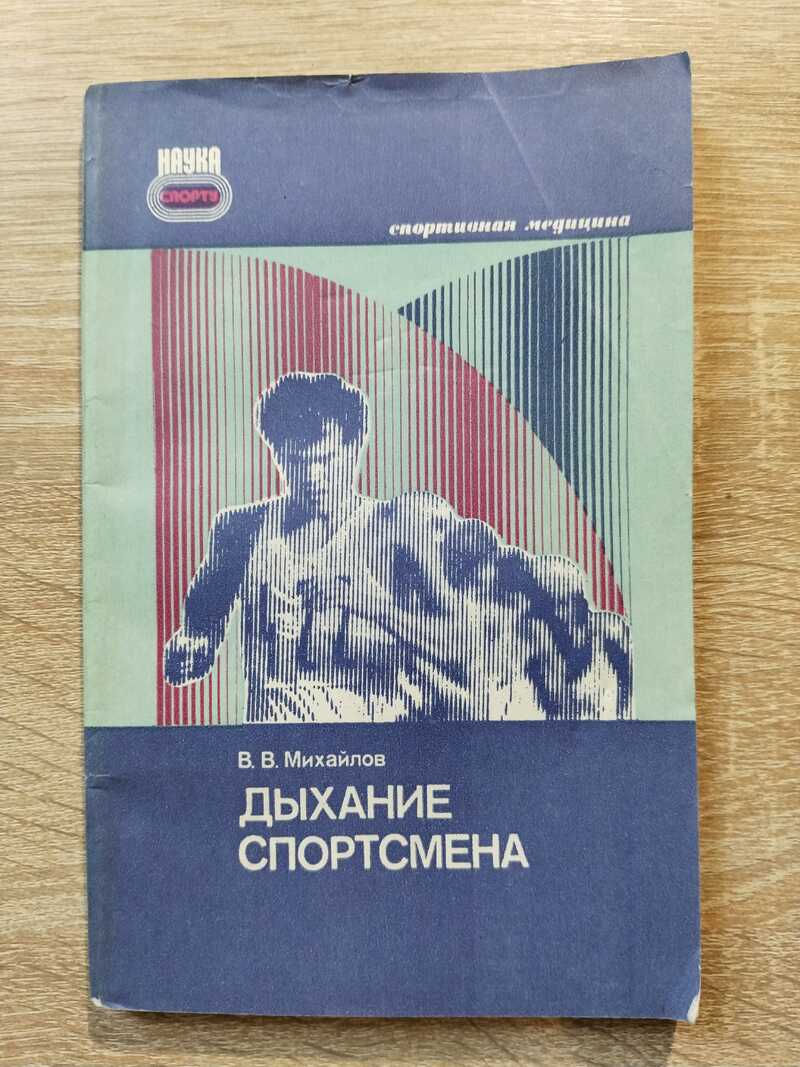 НАУКА
СПОРТУ
спортивная медицина
В. В. Михайлов
ДЫХАНИЕ
СПОРТСМЕНА